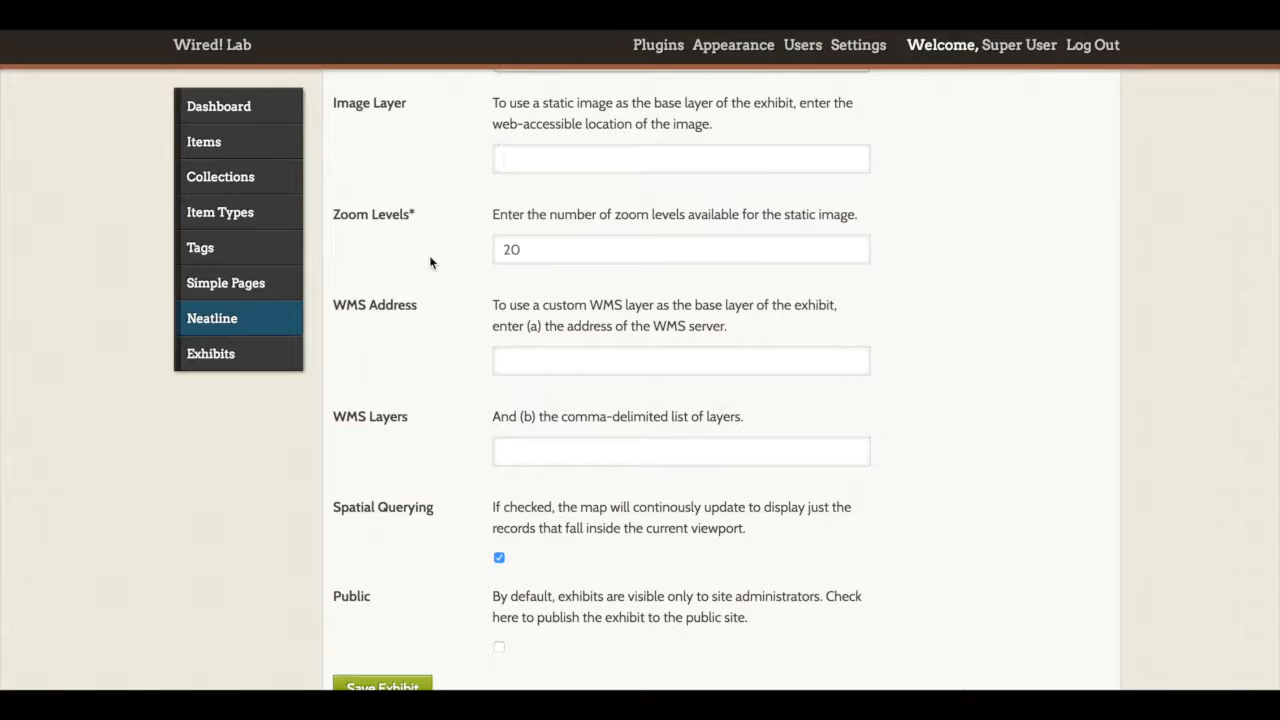 Wired! Lab
Plugins Appearance Users Settings Welcome, Super User Log Out
Dashboard
Items
Collections
Item Types
Tags
Simple Pages
Neatline
Exhibits
Image Layer
To use a static image as the base layer of the exhibit, enter the
web-accessible location of the image.
Zoom Levels*
Enter the number of zoom levels available for the static image.
20
WMS Address
To use a custom WMS layer as the base layer of the exhibit,
enter (a) the address of the WMS server.
WMS Layers
And (b) the comma-delimited list of layers.
Spatial Querying
If checked, the map will continously update to display just the
records that fall inside the current viewport.
Public
By default, exhibits are visible only to site administrators. Check
here to publish the exhibit to the public site.
Save Exhibit